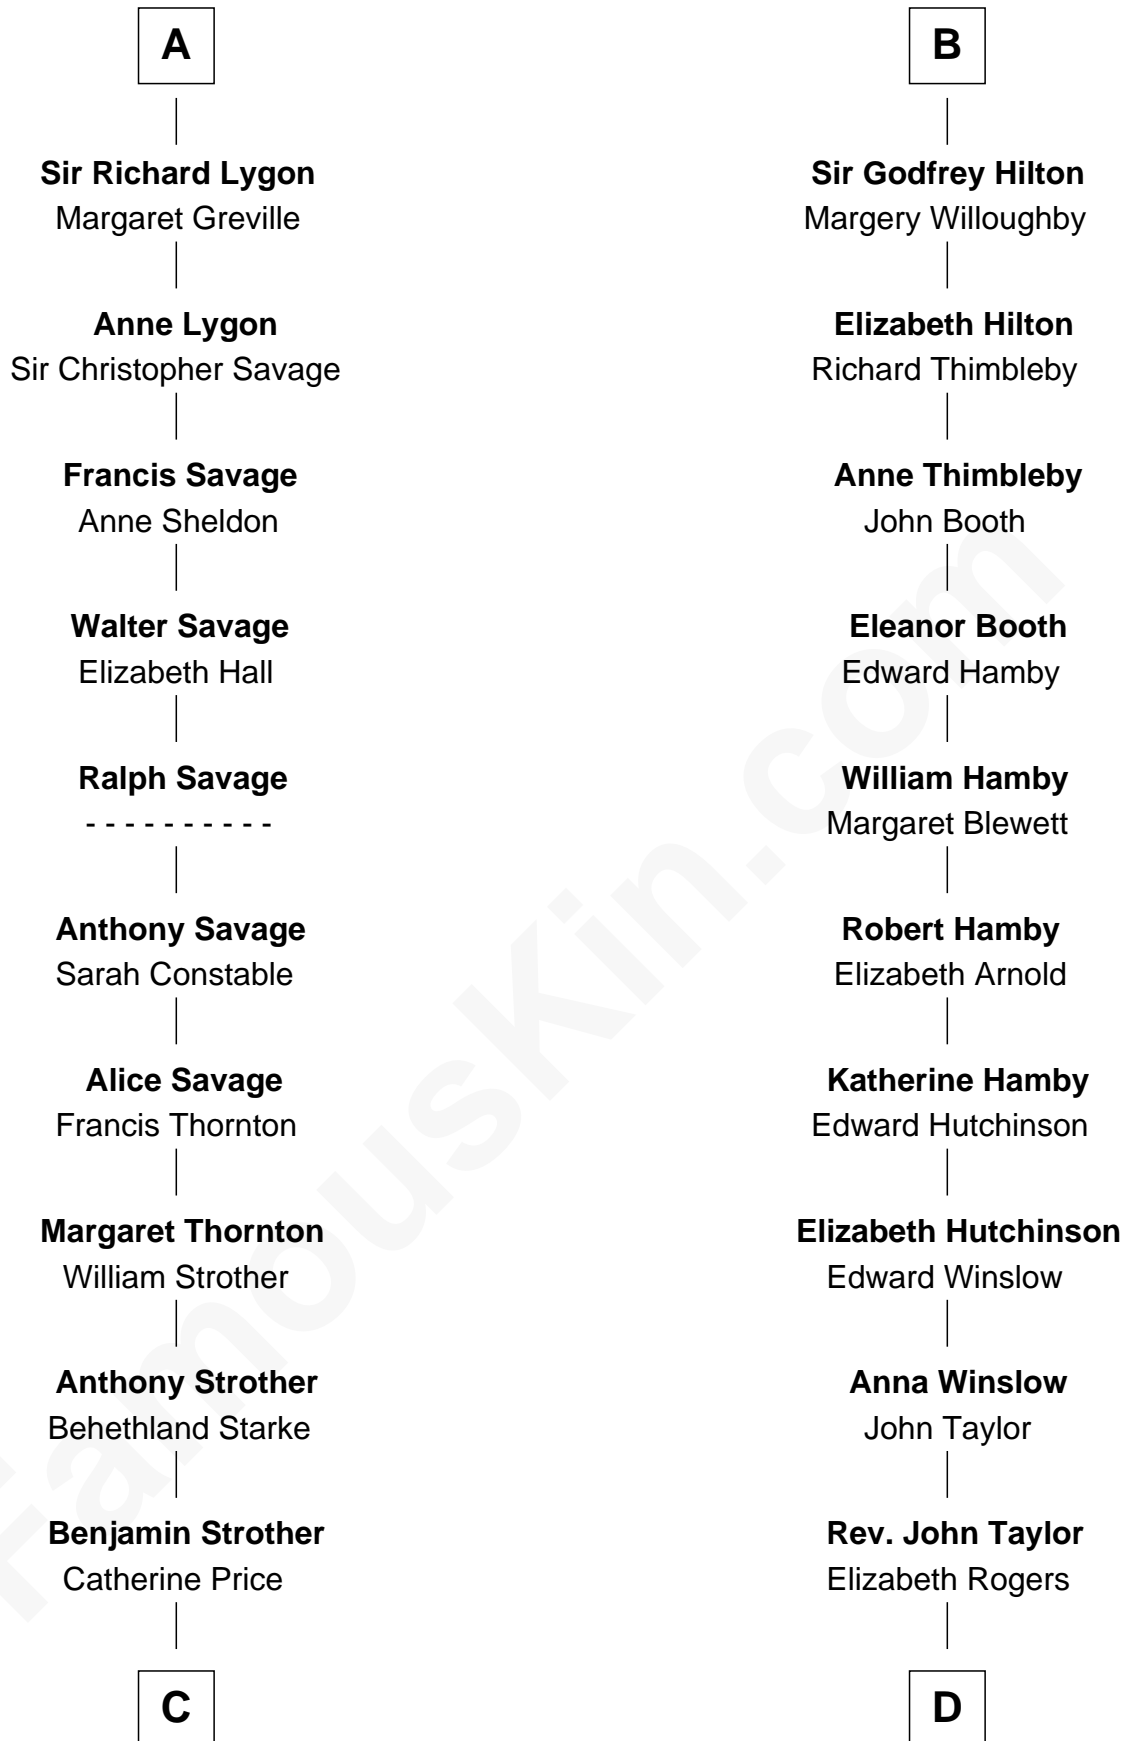 A
Sir Richard Lygon
Margaret Greville
Anne Lygon
Sir Christopher Savage
Francis Savage
Anne Sheldon
Walter Savage
Elizabeth Hall
Ralph Savage
- - - - - - - - - -
Anthony Savage
Sarah Constable
Alice Savage
Francis Thornton
Margaret Thornton
William Strother
Anthony Strother
Behethland Starke
Benjamin Strother
Catherine Price
C
B
Sir Godfrey Hilton
Margery Willoughby
Elizabeth Hilton
Richard Thimbleby
Anne Thimbleby
John Booth
Eleanor Booth
Edward Hamby
William Hamby
Margaret Blewett
Robert Hamby
Elizabeth Arnold
Katherine Hamby
Edward Hutchinson
Elizabeth Hutchinson
Edward Winslow
Anna Winslow
John Taylor
Rev. John Taylor
Elizabeth Rogers
D
FamousKin.com